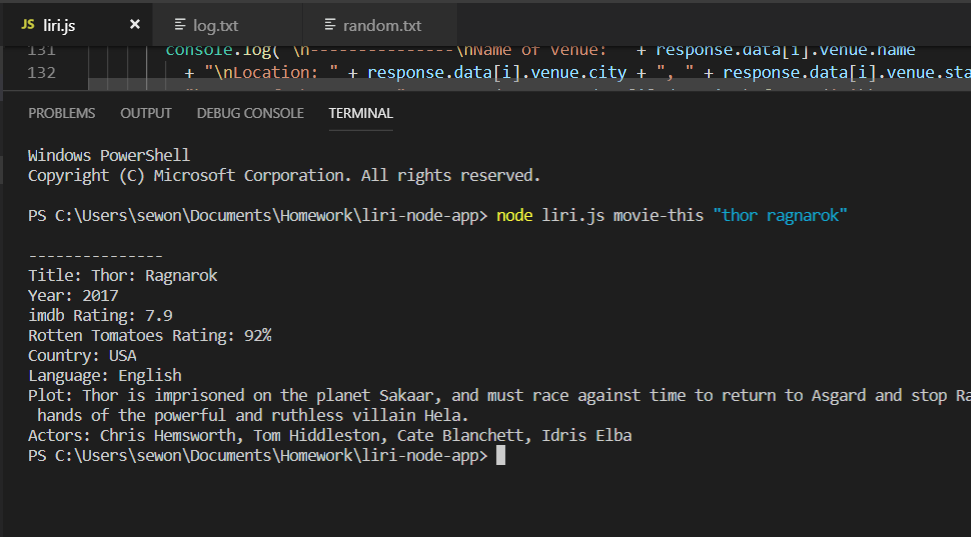 JS liri.js × log.txt random.txt
131 console.log("\n---------------\nName of Venue: " + response.data[i].venue.name
132 + "\nLocation: " + response.data[i].venue.city + ", " + response.data[i].venue.sta
PROBLEMS OUTPUT DEBUG CONSOLE TERMINAL
Windows PowerShell
Copyright (C) Microsoft Corporation. All rights reserved.
PS C:\Users\sewon\Documents\Homework\liri-node-app> node liri.js movie-this "thor ragnarok"
---------------
Title: Thor: Ragnarok
Year: 2017
imdb Rating: 7.9
Rotten Tomatoes Rating: 92%
Country: USA
Language: English
Plot: Thor is imprisoned on the planet Sakaar, and must race against time to return to Asgard and stop Ra
hands of the powerful and ruthless villain Hela.
Actors: Chris Hemsworth, Tom Hiddleston, Cate Blanchett, Idris Elba
PS C:\Users\sewon\Documents\Homework\liri-node-app>